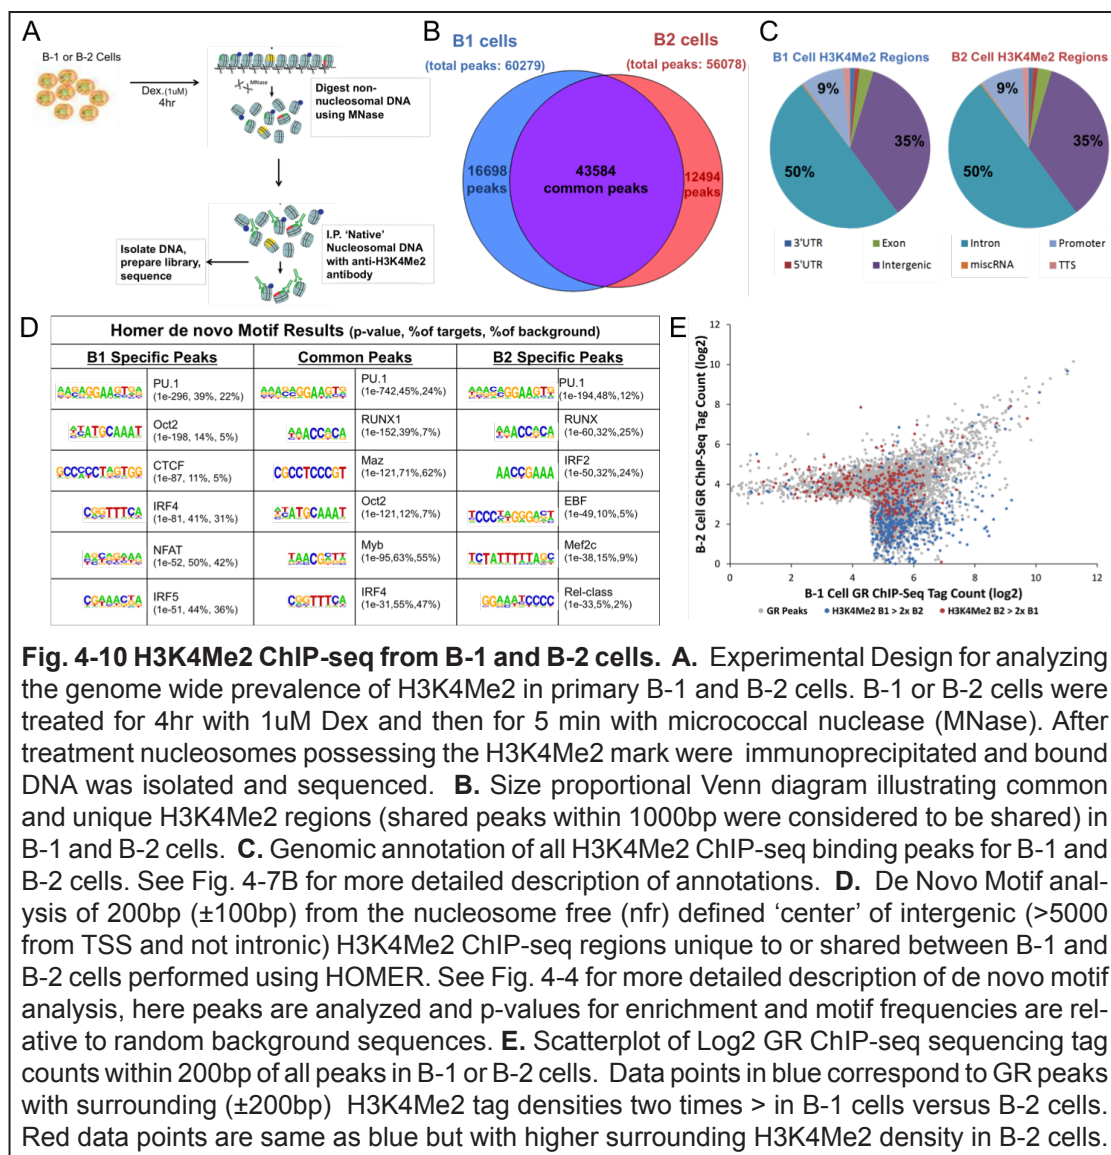 A
B-1 or B-2 Cells
Dex.(1uM)
4hr
MNase
Digest non-
nucleosomal DNA
using MNase
I.P. ‘Native’
Nucleosomal DNA
with anti-H3K4Me2
antibody
Isolate DNA,
prepare library,
sequence
B
B1 cells
(total peaks: 60279)
B2 cells
(total peaks: 56078)
16698
peaks
43584
common peaks
12494
peaks
C
B1 Cell H3K4Me2 Regions
9%
35%
50%
B2 Cell H3K4Me2 Regions
9%
35%
50%
3'UTR
Exon
Intron
Promoter
5'UTR
Intergenic
miscRNA
TTS
D
Homer de novo Motif Results (p-value, %of targets, %of background)
B1 Specific Peaks Common Peaks B2 Specific Peaks
PU.1
(1e-296, 39%, 22%)
PU.1
(1e-742,45%,24%)
PU.1
(1e-194,48%,12%)
Oct2
(1e-198, 14%, 5%)
RUNX1
(1e-152,39%,7%)
RUNX
(1e-60,32%,25%)
CTCF
(1e-87, 11%, 5%)
CGCCTCCCGT
Maz
(1e-121,71%,62%)
IRF2
(1e-50,32%,24%)
IRF4
(1e-81, 41%, 31%)
Oct2
(1e-121,12%,7%)
EBF
(1e-49,10%,5%)
NFAT
(1e-52, 50%, 42%)
Myb
(1e-95,63%,55%)
Mef2c
(1e-38,15%,9%)
IRF5
(1e-51, 44%, 36%)
IRF4
(1e-31,55%,47%)
Rel-class
(1e-33,5%,2%)
E
B-2 Cell GR ChIP-Seq Tag Count (log2)
12
10
8
6
4
2
0
0 2 4 6 8 10 12
B-1 Cell GR ChIP-Seq Tag Count (log2)
GR Peaks H3K4Me2 B1 > 2x B2 H3K4Me2 B2 > 2x B1
Fig. 4-10 H3K4Me2 ChIP-seq from B-1 and B-2 cells. A. Experimental Design for analyzing
the genome wide prevalence of H3K4Me2 in primary B-1 and B-2 cells. B-1 or B-2 cells were
treated for 4hr with 1uM Dex and then for 5 min with micrococcal nuclease (MNase). After
treatment nucleosomes possessing the H3K4Me2 mark were immunoprecipitated and bound
DNA was isolated and sequenced. B. Size proportional Venn diagram illustrating common
and unique H3K4Me2 regions (shared peaks within 1000bp were considered to be shared) in
B-1 and B-2 cells. C. Genomic annotation of all H3K4Me2 ChIP-seq binding peaks for B-1 and
B-2 cells. See Fig. 4-7B for more detailed description of annotations. D. De Novo Motif anal-
ysis of 200bp (±100bp) from the nucleosome free (nfr) defined ‘center’ of intergenic (>5000
from TSS and not intronic) H3K4Me2 ChIP-seq regions unique to or shared between B-1 and
B-2 cells performed using HOMER. See Fig. 4-4 for more detailed description of de novo motif
analysis, here peaks are analyzed and p-values for enrichment and motif frequencies are rel-
ative to random background sequences. E. Scatterplot of Log2 GR ChIP-seq sequencing tag
counts within 200bp of all peaks in B-1 or B-2 cells. Data points in blue correspond to GR peaks
with surrounding (±200bp) H3K4Me2 tag densities two times > in B-1 cells versus B-2 cells.
Red data points are same as blue but with higher surrounding H3K4Me2 density in B-2 cells.